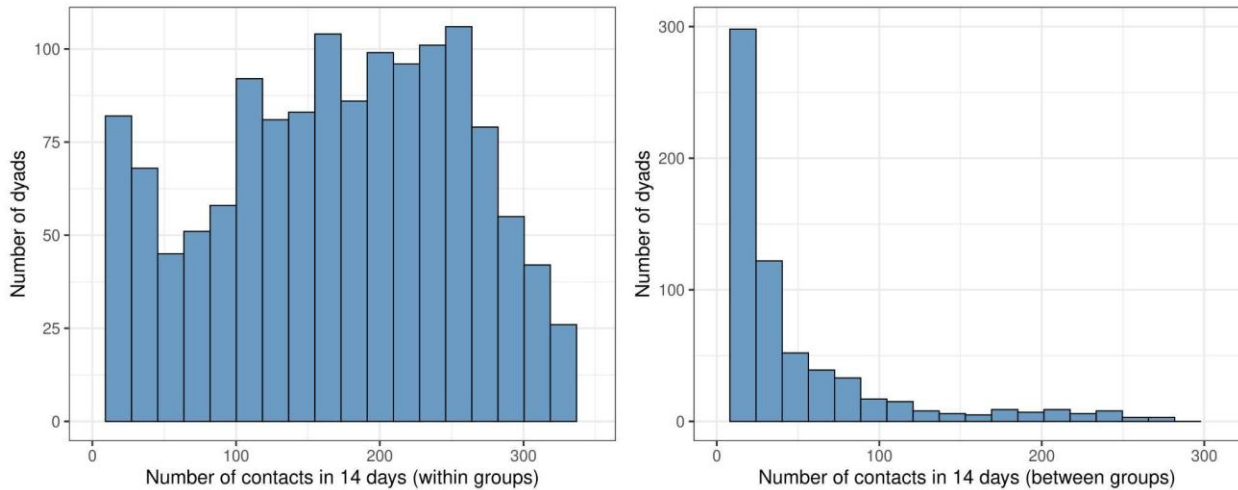 Number of dyads
100
75
50
25
0
0 100 200 300
Number of contacts in 14 days (within groups)
Number of dyads
300
200
100
0
0 100 200 300
Number of contacts in 14 days (between groups)